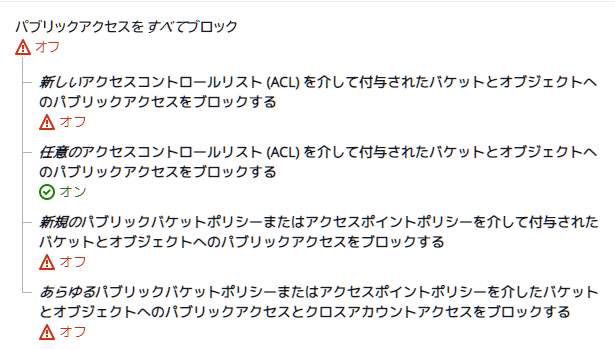 パブリックアクセスをすべてブロック
オフ
新しいアクセスコントロールリスト (ACL) を介して付与されたバケットとオブジェクトへ
のパブリックアクセスをブロックする
オフ
任意のアクセスコントロールリスト (ACL) を介して付与されたバケットとオブジェクトへ
のパブリックアクセスをブロックする
オン
新規のパブリックバケットポリシーまたはアクセスポイントポリシーを介して付与された
バケットとオブジェクトへのパブリックアクセスをブロックする
オフ
あらゆるパブリックバケットポリシーまたはアクセスポイントポリシーを介したバケット
とオブジェクトへのパブリックアクセスとクロスアカウントアクセスをブロックする
オフ